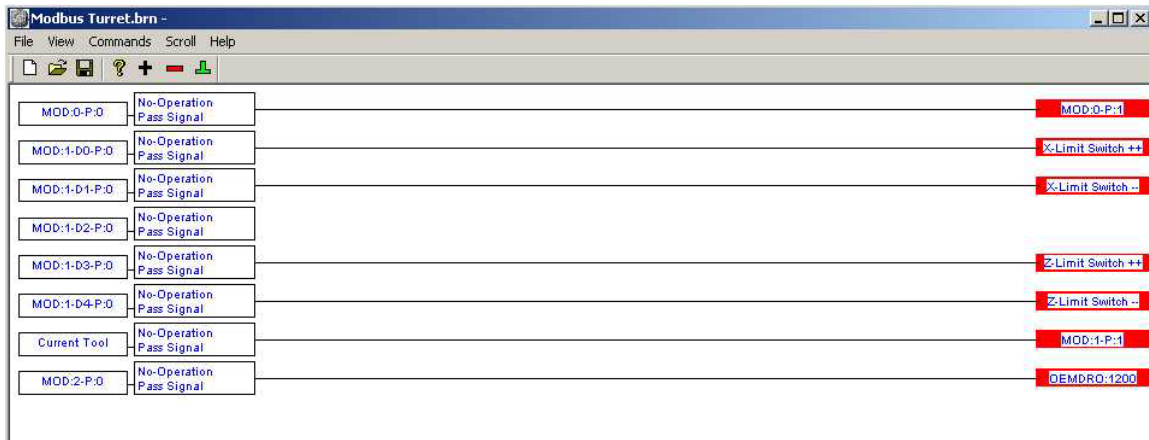 Modbus Turret.brn -
File View Commands Scroll Help
MOD:0-P:0
No-Operation
Pass Signal
MOD:0-P:1
MOD:1-D0-P:0
No-Operation
Pass Signal
X-Limit Switch ++
MOD:1-D1-P:0
No-Operation
Pass Signal
X-Limit Switch --
MOD:1-D2-P:0
No-Operation
Pass Signal
MOD:1-D3-P:0
No-Operation
Pass Signal
Z-Limit Switch ++
MOD:1-D4-P:0
No-Operation
Pass Signal
Z-Limit Switch --
Current Tool
No-Operation
Pass Signal
MOD:1-P:1
MOD:2-P:0
No-Operation
Pass Signal
OEMDRO:1200